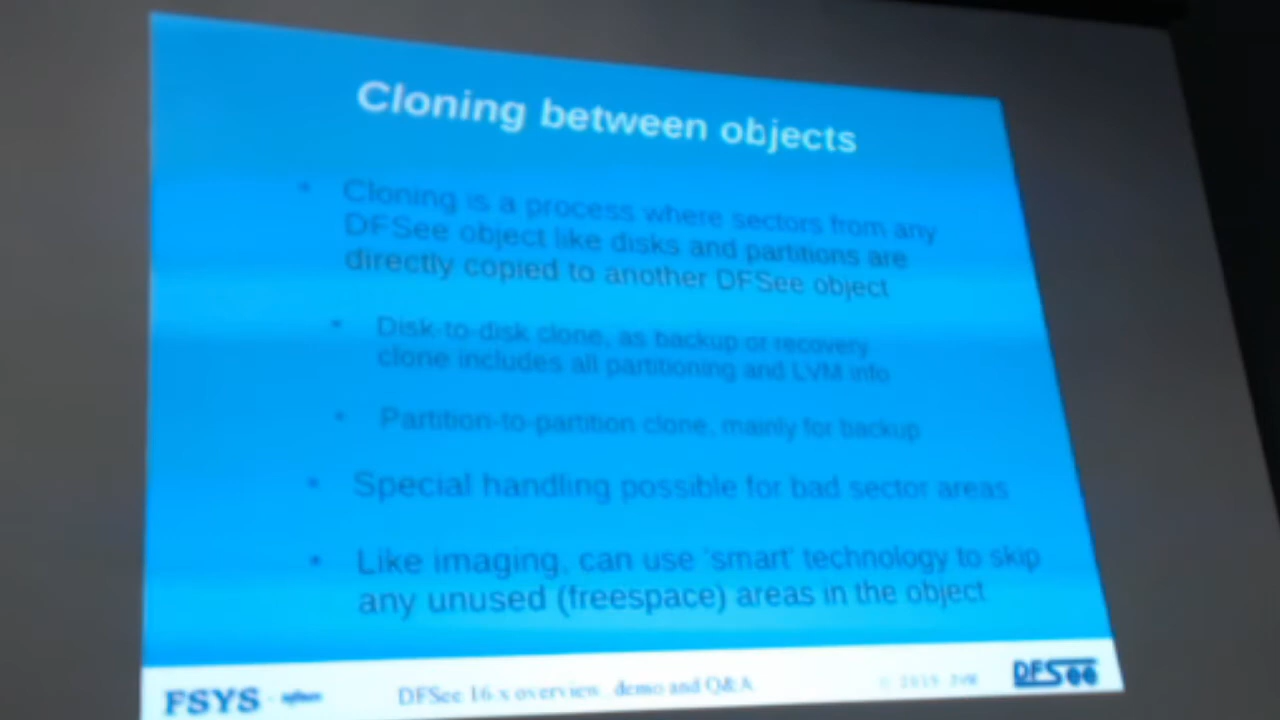 Cloning between objects
• Cloning is a process where sectors from any
DFSee object like disks and partitions are
directly copied to another DFSee object
• Disk-to-disk clone, as backup or recovery
clone includes all partitioning and LVM info
• Partition-to-partition clone, mainly for backup
• Special handling possible for bad sector areas
• Like imaging, can use 'smart' technology to skip
any unused (freespace) areas in the object
FSYS - software DFSee 16.x overview, demo and Q&A © 2019 JVW DFSee